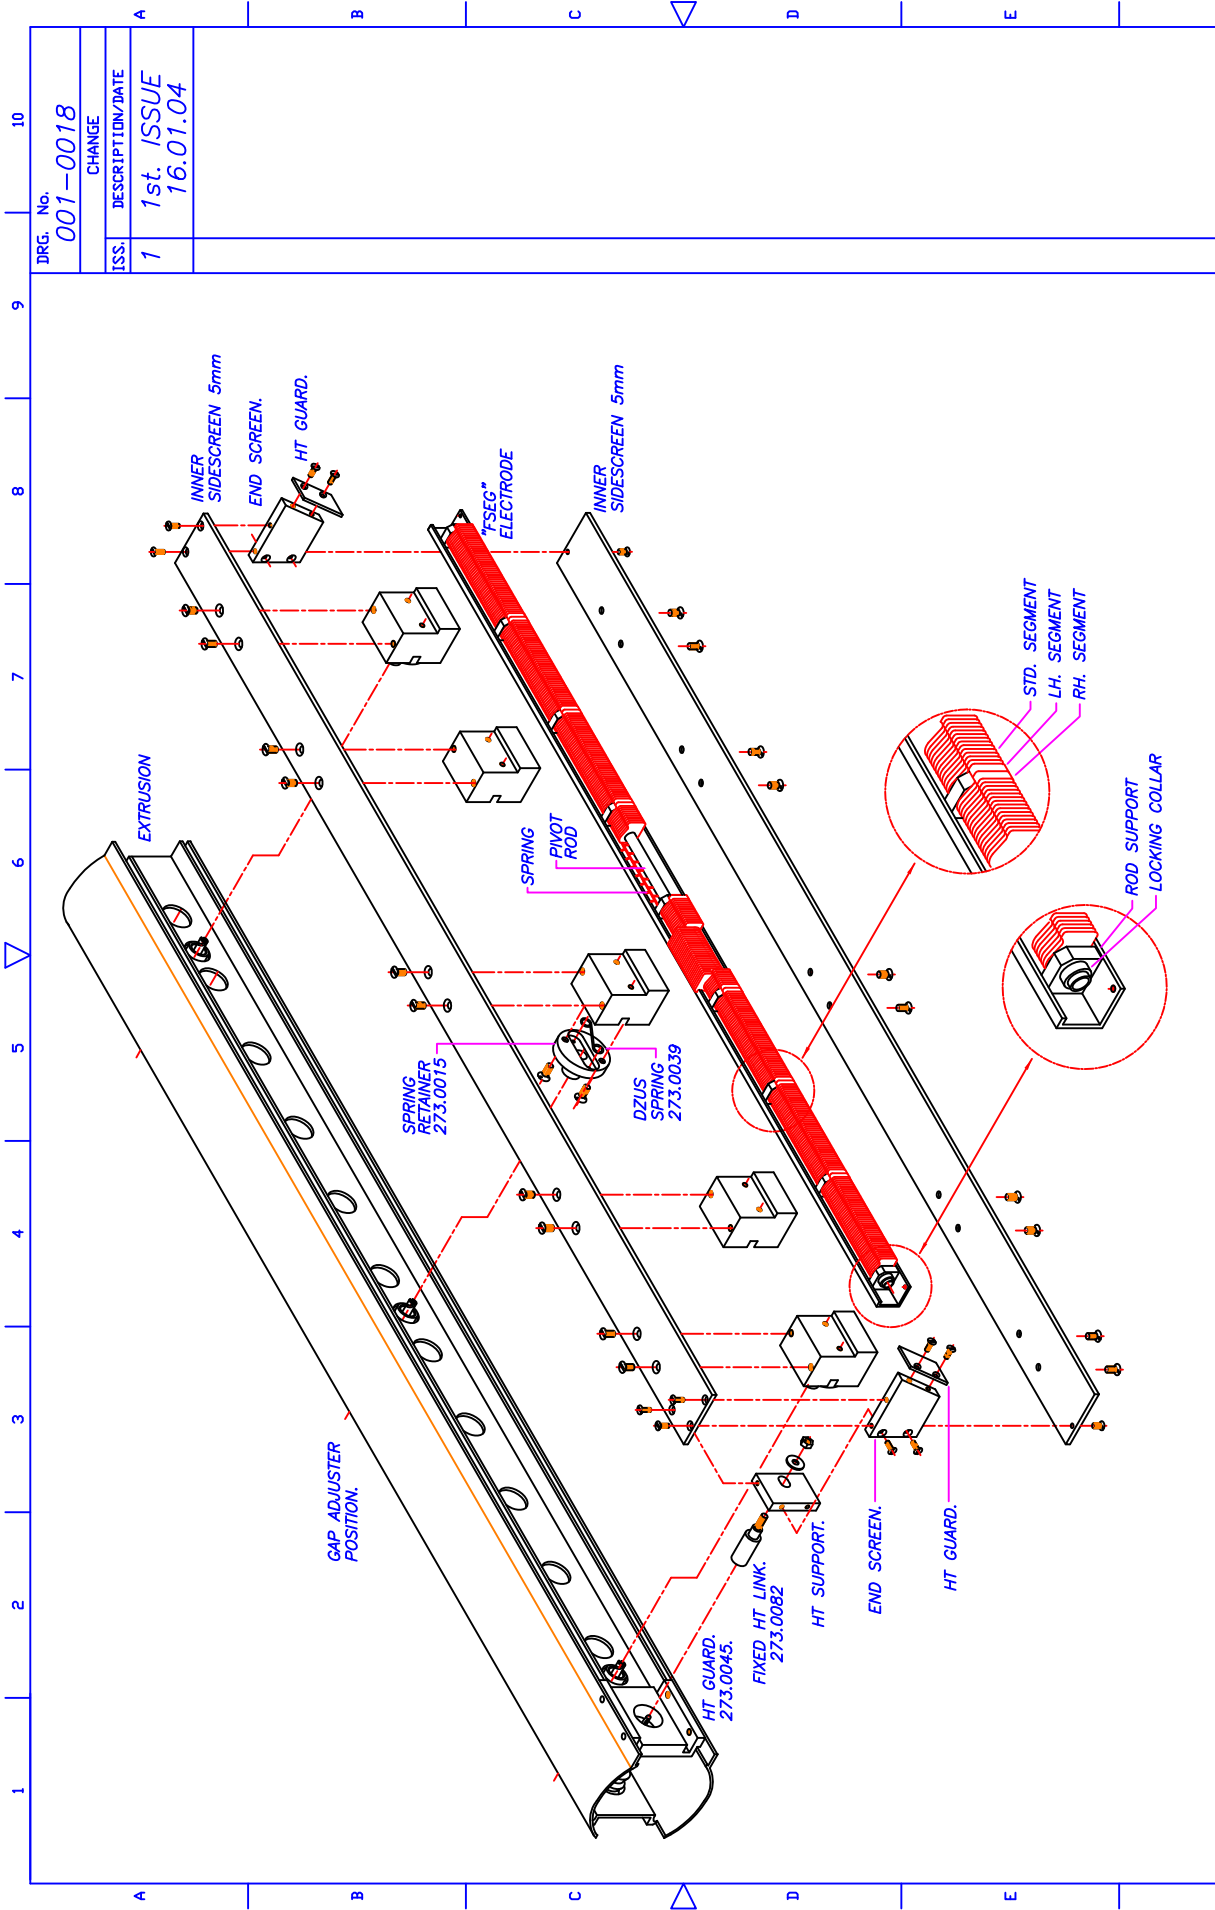 DRG. No.
001-0018
CHANGE
ISS.
DESCRIPTION/DATE
1
1st. ISSUE
16.01.04
1
2
3
4
5
6
7
8
9
10
A
B
C
D
E
A
B
C
D
E
EXTRUSION
GAP ADJUSTER
POSITION.
INNER
SIDESCREEN 5mm
END SCREEN.
HT GUARD.
"FSEG"
ELECTRODE
INNER
SIDESCREEN 5mm
SPRING
PIVOT
ROD
SPRING
RETAINER
273.0015
DZUS
SPRING
273.0039
STD. SEGMENT
LH. SEGMENT
RH. SEGMENT
ROD SUPPORT
LOCKING COLLAR
HT GUARD.
273.0045.
FIXED HT LINK.
273.0082
HT SUPPORT.
END SCREEN.
HT GUARD.